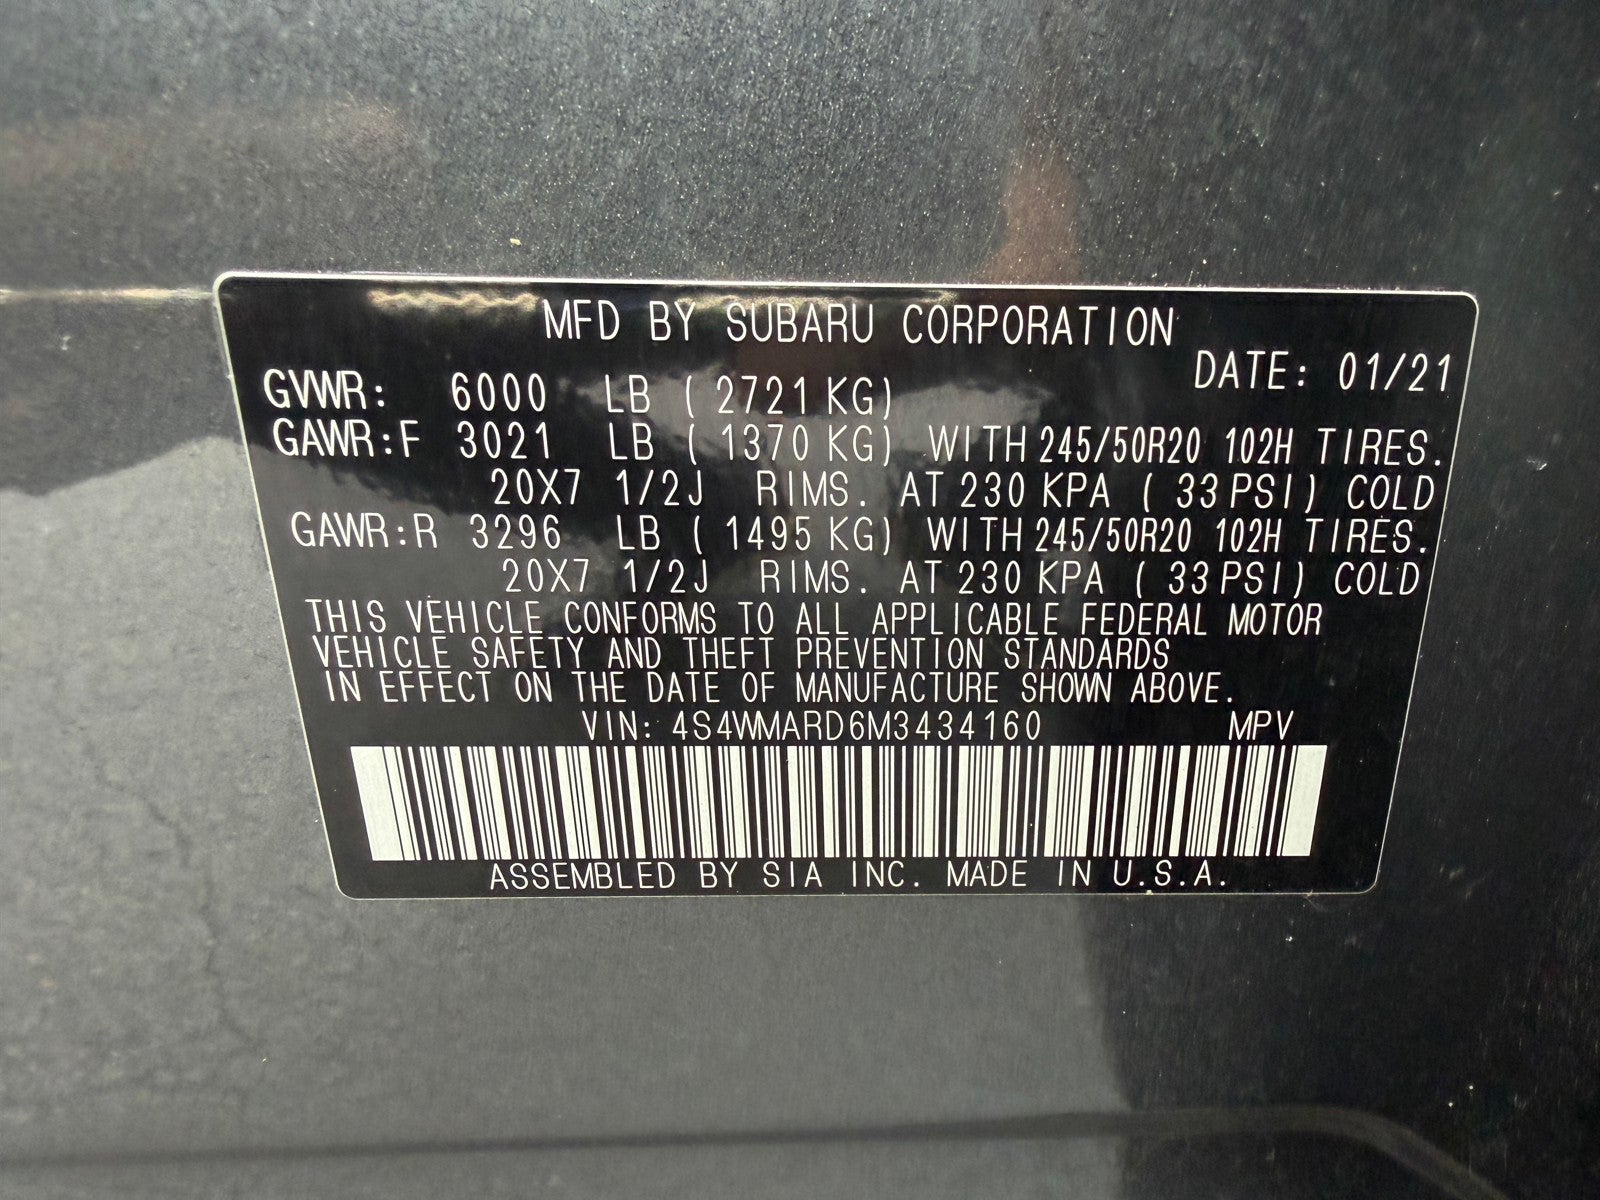 MFD BY SUBARU CORPORATION
DATE: 01/21
GVWR: 6000 LB (2721 KG)
GAWR:F 3021 LB (1370 KG) WITH 245/50R20 102H TIRES.
20X7 1/2J RIMS. AT 230 KPA (33 PSI) COLD
GAWR:R 3296 LB (1495 KG) WITH 245/50R20 102H TIRES.
20X7 1/2J RIMS. AT 230 KPA (33 PSI) COLD
THIS VEHICLE CONFORMS TO ALL APPLICABLE FEDERAL MOTOR
VEHICLE SAFETY AND THEFT PREVENTION STANDARDS
IN EFFECT ON THE DATE OF MANUFACTURE SHOWN ABOVE.
VIN: 4S4WMARD6M3434160 MPV
ASSEMBLED BY SIA INC. MADE IN U.S.A.